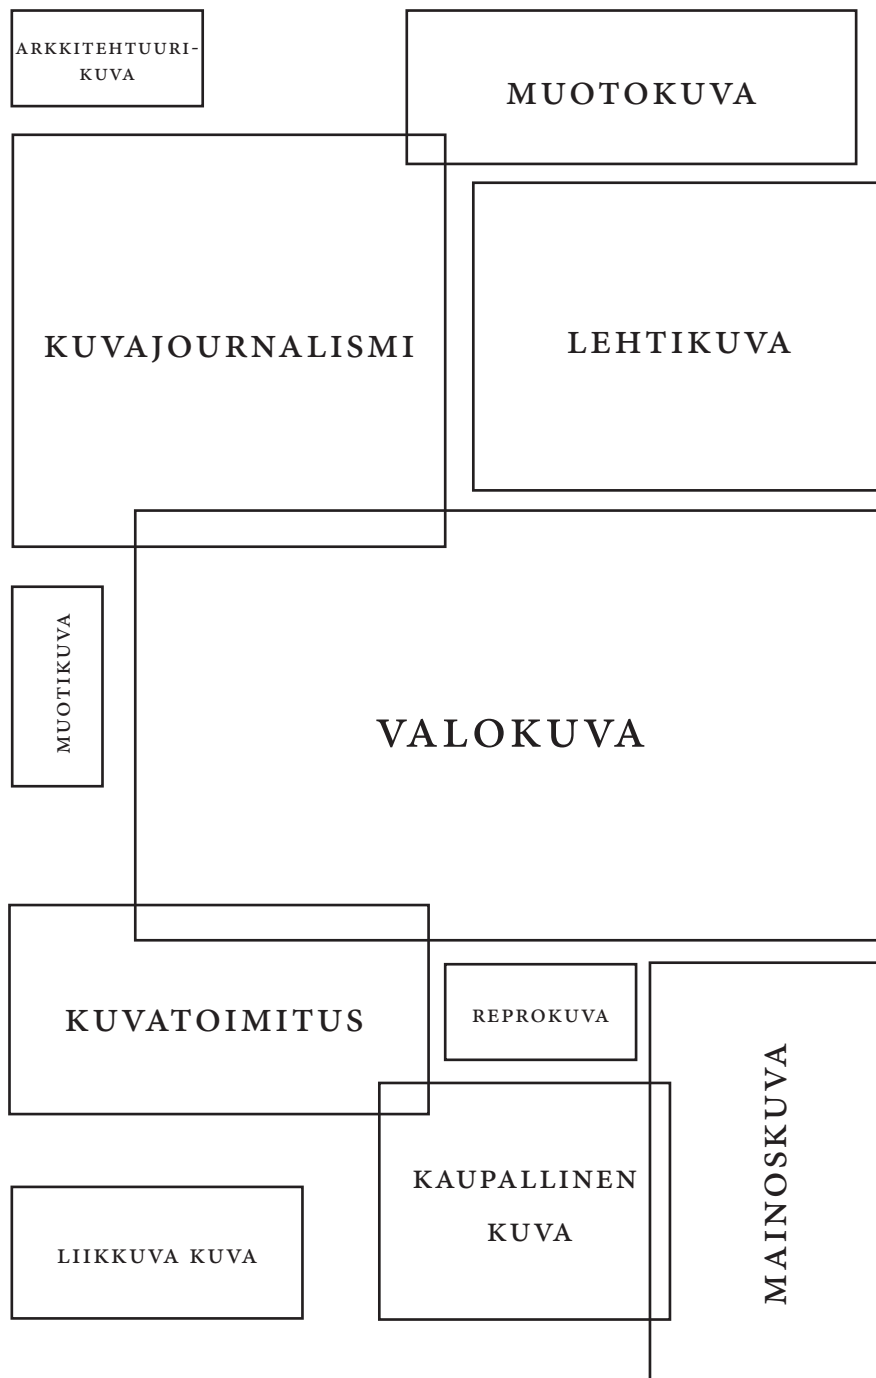 ARKKITEHTUURI-
KUVA
MUOTOKUVA
KUVAJOURNALISMI
LEHTIKUVA
MUOTIKUVA
VALOKUVA
KUVATOIMITUS
REPROKUVA
MAINOSKUVA
KAUPALLINEN
KUVA
LIIKKUVA KUVA